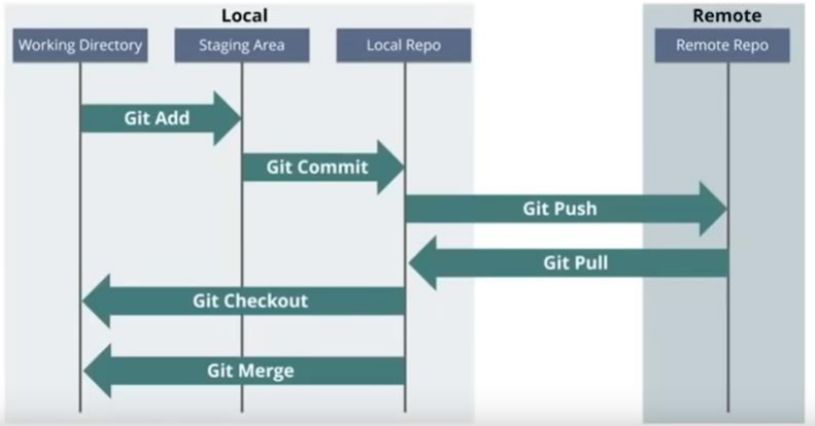 Local
Remote
Working Directory
Staging Area
Local Repo
Remote Repo
Git Add
Git Commit
Git Push
Git Pull
Git Checkout
Git Merge